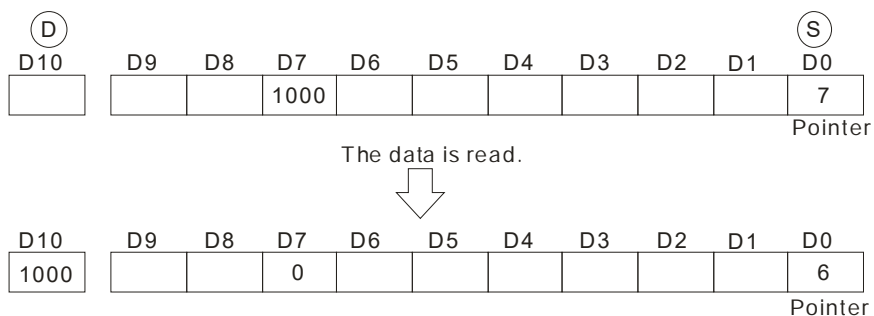 D S
D10 D9 D8 D7 D6 D5 D4 D3 D2 D1 D0
1000 7
Pointer
The data is read.
D10 D9 D8 D7 D6 D5 D4 D3 D2 D1 D0
1000 0 6
Pointer